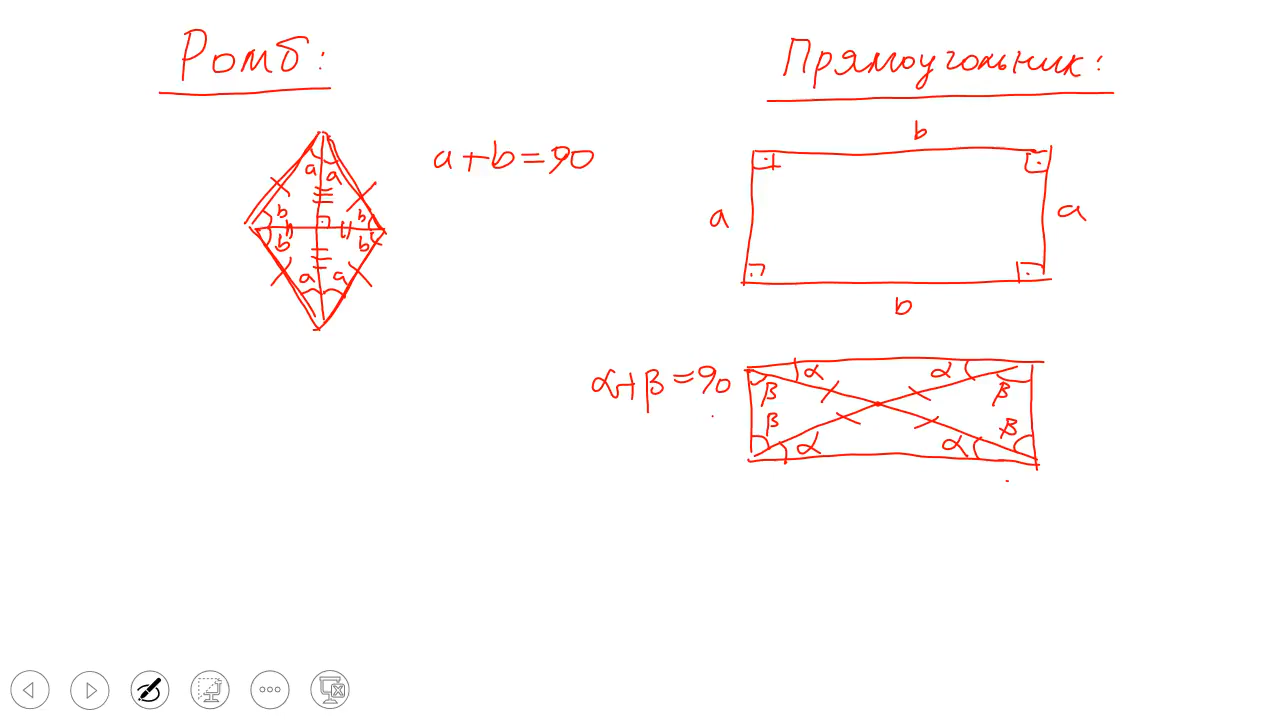 Ромб:
a+b=90
a a
b b
b b
a a
Прямоугольник:
b
a a
b
α+β=90
α α
β β
β β
α α